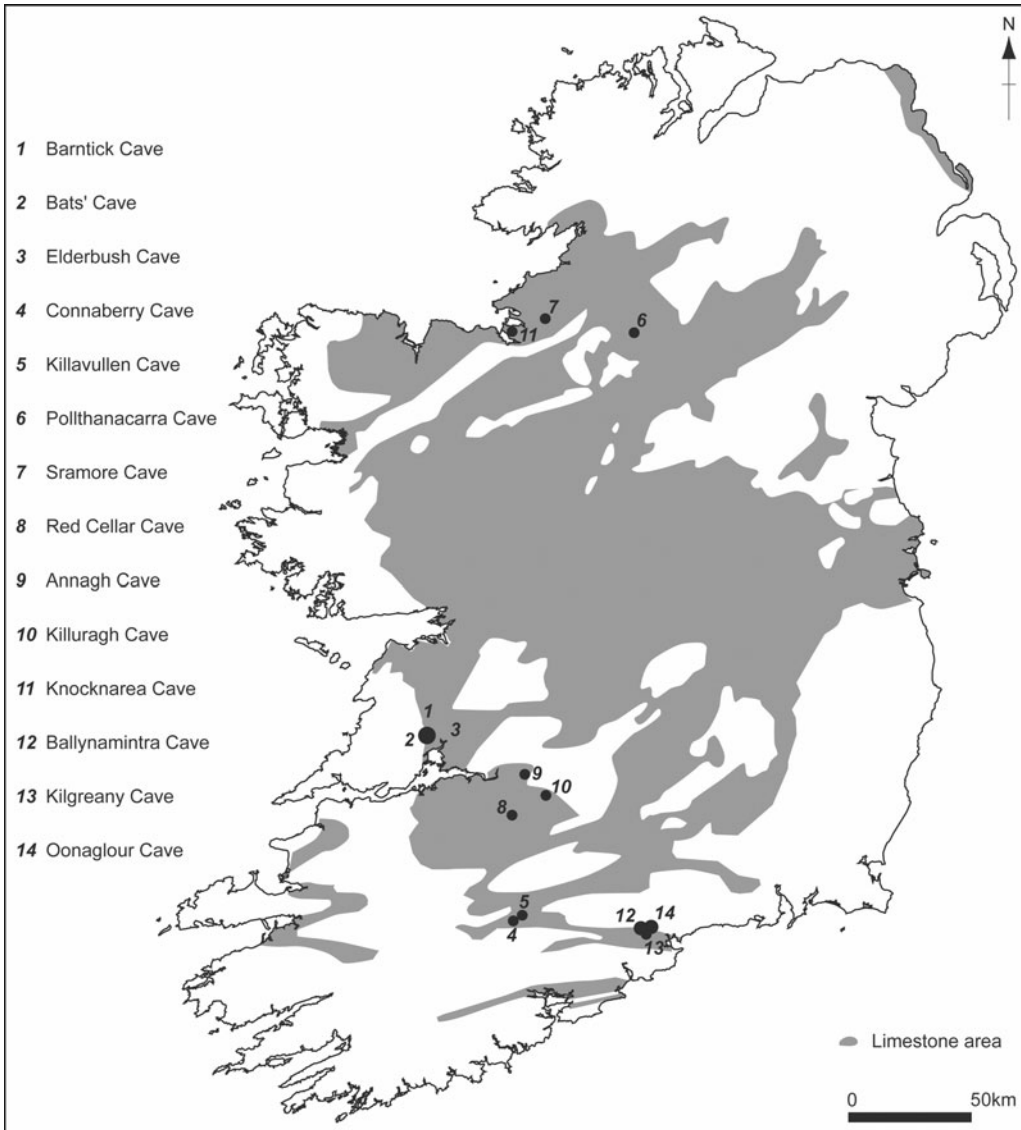 N
1 Barntick Cave
2 Bats' Cave
3 Elderbush Cave
4 Connaberry Cave
5 Killavullen Cave
6 Pollthanacarra Cave
7 Sramore Cave
8 Red Cellar Cave
9 Annagh Cave
10 Killuragh Cave
11 Knocknarea Cave
12 Ballynamintra Cave
13 Kilgreany Cave
14 Oonaglour Cave
7
11
6
1
2
3
9
10
8
5
4
12
14
13
Limestone area
0 50km